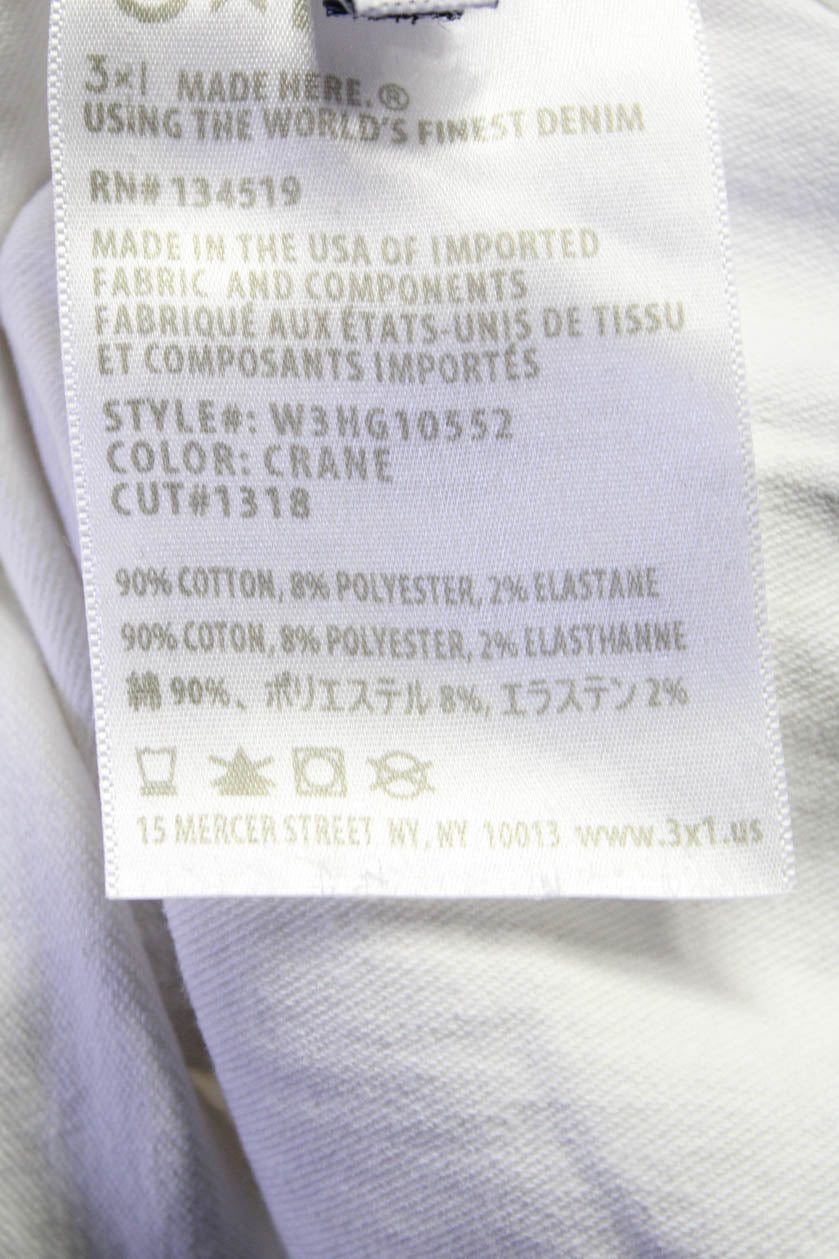 3×1 MADE HERE.®
USING THE WORLD'S FINEST DENIM
RN# 134519
MADE IN THE USA OF IMPORTED
FABRIC AND COMPONENTS
FABRIQUÉ AUX ÉTATS-UNIS DE TISSU
ET COMPOSANTS IMPORTÉS
STYLE#: W3HG10552
COLOR: CRANE
CUT#1318
90% COTTON, 8% POLYESTER, 2% ELASTANE
90% COTON, 8% POLYESTER, 2% ELASTHANNE
綿 90%、ポリエステル 8%, エラステン 2%
15 MERCER STREET NY, NY 10013 www.3x1.us